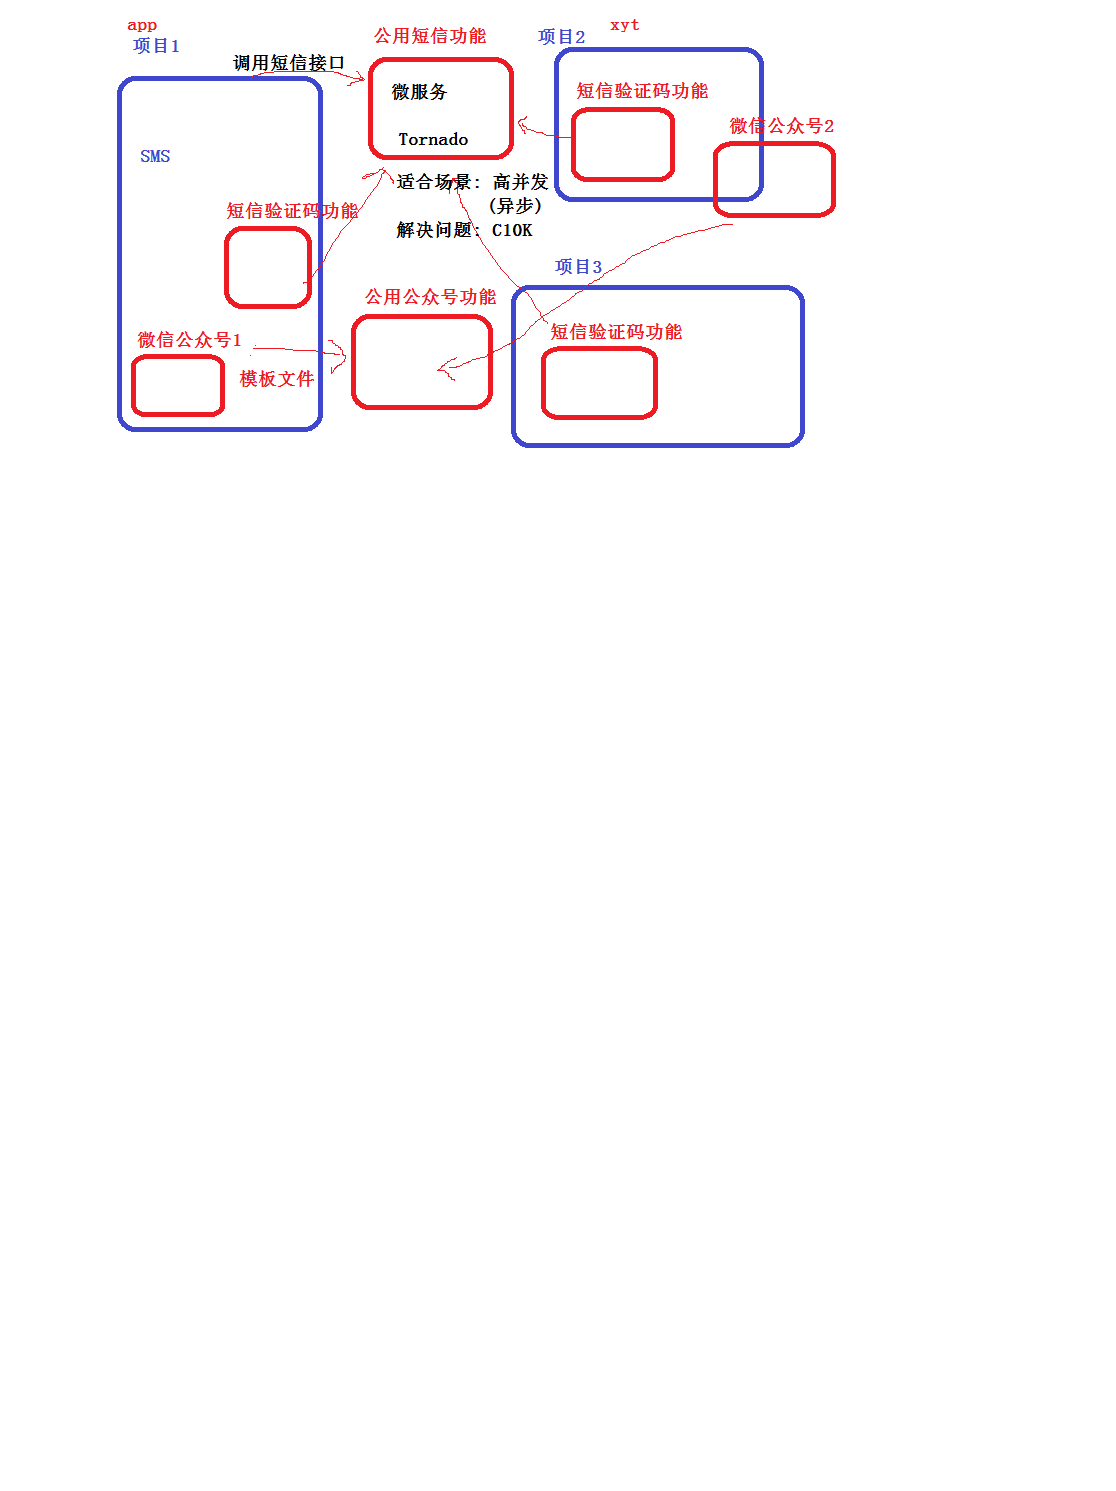 app
项目1
调用短信接口
SMS
短信验证码功能
微信公众号1
模板文件
公用短信功能
微服务
Tornado
适合场景: 高并发
(异步)
解决问题: C10K
公用公众号功能
xyt
项目2
短信验证码功能
微信公众号2
项目3
短信验证码功能